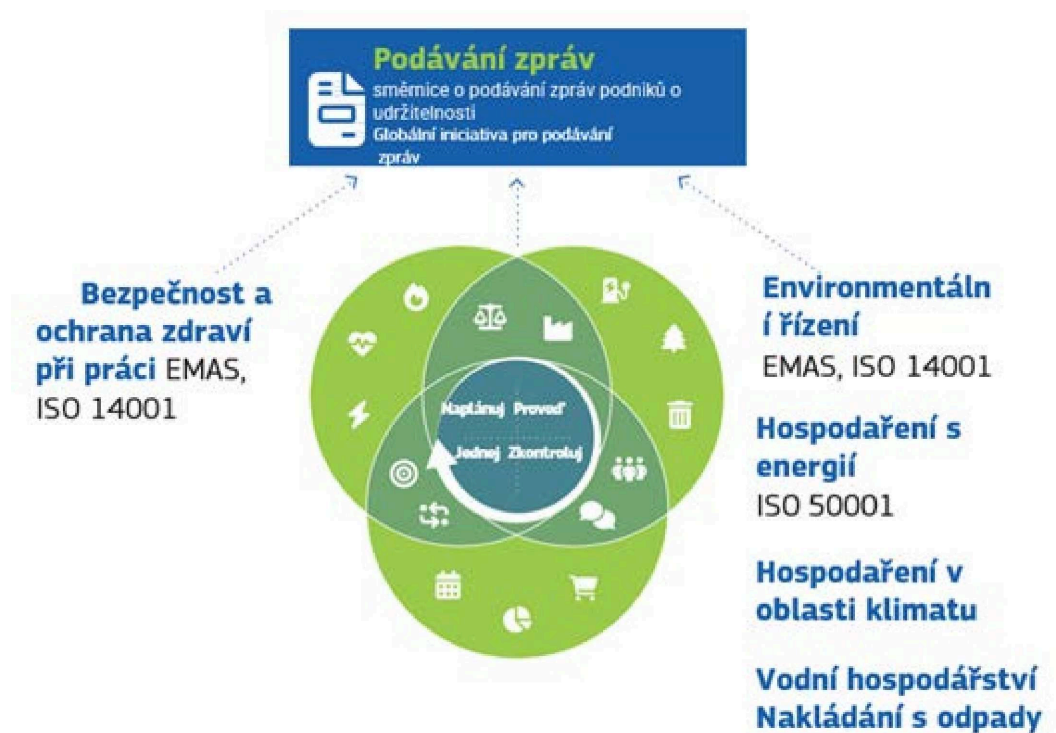 Podávání zpráv
směrnice o podávání zpráv podniků o
udržitelnosti
Globální iniciativa pro podávání
zpráv
Bezpečnost a
ochrana zdraví
při práci EMAS,
ISO 14001
Naplánuj Proveď
Jednej Zkontroluj
Environmentáln
í řízení
EMAS, ISO 14001
Hospodaření s
energií
ISO 50001
Hospodaření v
oblasti klimatu
Vodní hospodářství
Nakládání s odpady